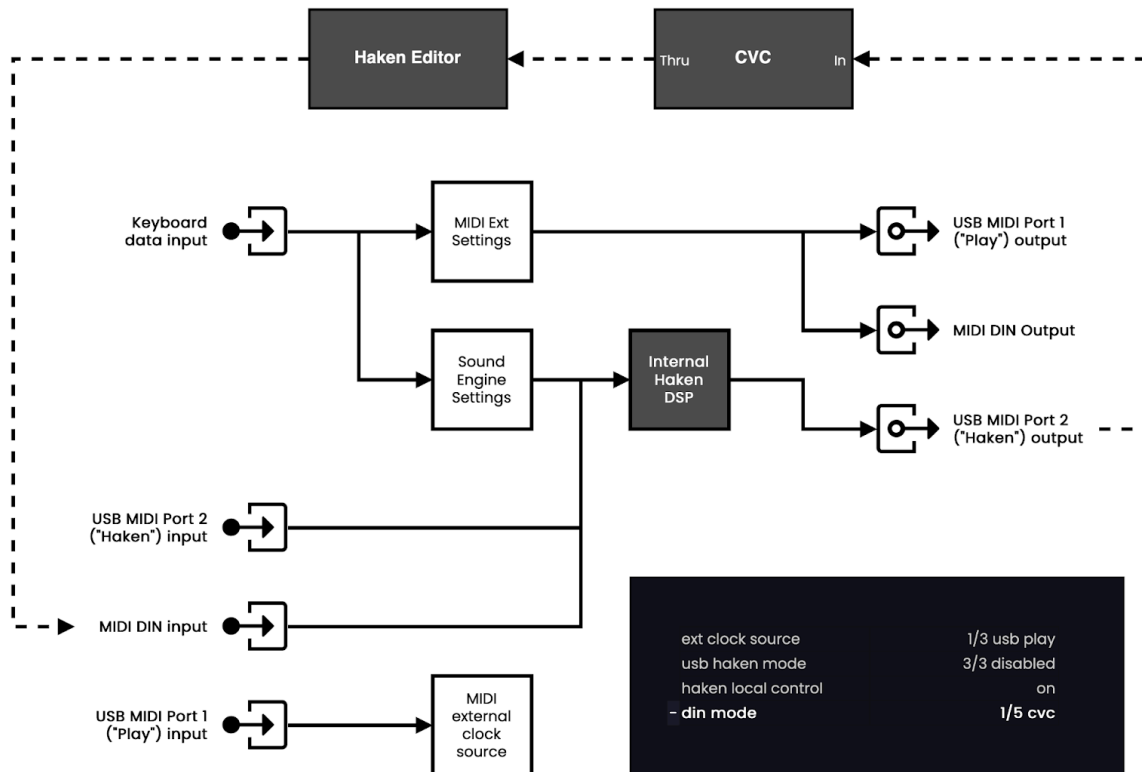 Haken Editor
Thru CVC In
Keyboard
data input
MIDI Ext
Settings
USB MIDI Port 1
("Play") output
MIDI DIN Output
Sound
Engine
Settings
Internal
Haken
DSP
USB MIDI Port 2
("Haken") output
USB MIDI Port 2
("Haken") input
MIDI DIN input
USB MIDI Port 1
("Play") input
MIDI
external
clock
source
ext clock source 1/3 usb play
usb haken mode 3/3 disabled
haken local control on
- din mode 1/5 cvc